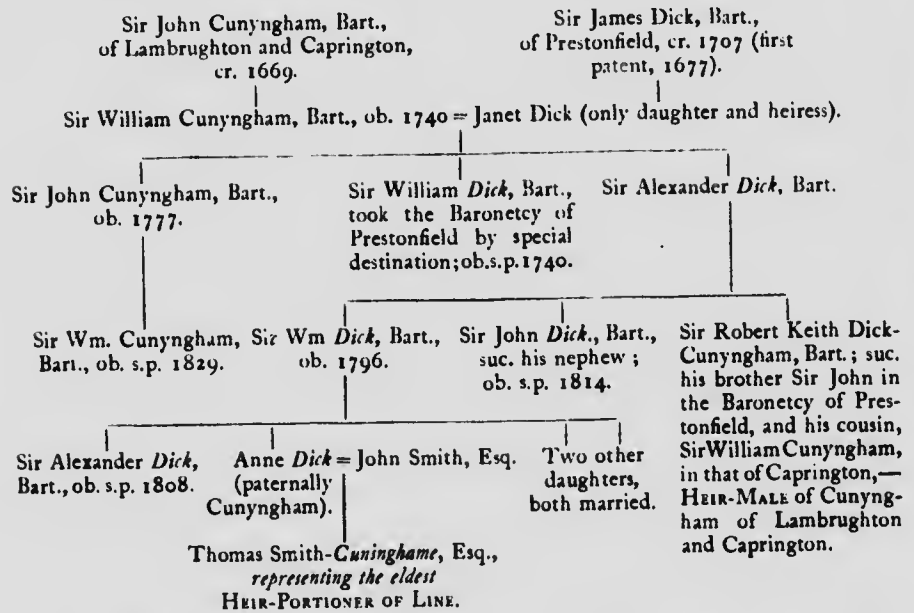 Sir John Cunyngham, Bart.,
of Lambrughton and Caprington,
cr. 1669.
Sir James Dick, Bart.,
of Prestonfield, cr. 1707 (first
patent, 1677).
Sir William Cunyngham, Bart., ob. 1740 = Janet Dick (only daughter and heiress).
Sir John Cunyngham, Bart.,
ob. 1777.
Sir William Dick, Bart.,
took the Baronetcy of
Prestonfield by special
destination; ob.s.p. 1740.
Sir Alexander Dick, Bart.
Sir Wm. Cunyngham,
Bart., ob. s.p. 1829.
Sir Wm Dick, Bart.,
ob. 1796.
Sir John Dick., Bart.,
suc. his nephew ;
ob. s.p. 1814.
Sir Robert Keith Dick-
Cunyngham, Bart. ; suc.
his brother Sir John in
the Baronetcy of Pres-
tonfield, and his cousin,
Sir William Cunyngham,
in that of Caprington,—
HEIR-MALE of Cunyng-
ham of Lambrughton
and Caprington.
Sir Alexander Dick,
Bart., ob. s.p. 1808.
Anne Dick = John Smith, Esq.
(paternally
Cunyngham).
Two other
daughters,
both married.
Thomas Smith-Cuninghame, Esq.,
representing the eldest
HEIR-PORTIONER OF LINE.